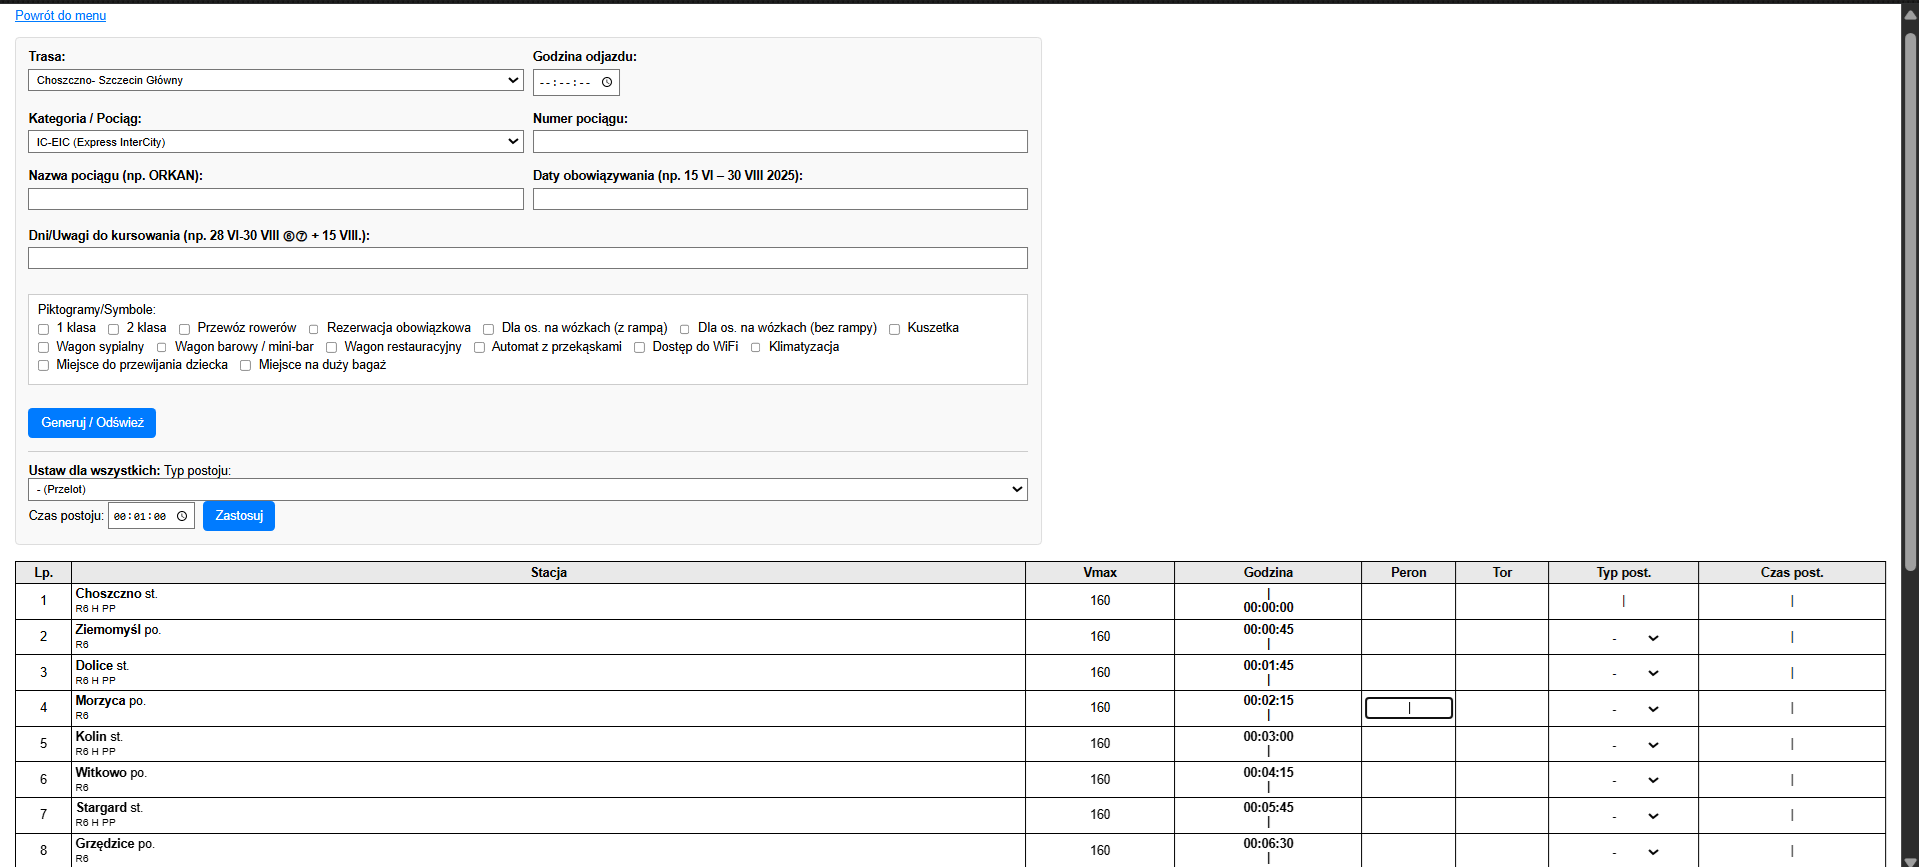 Powrót do menu
Trasa: Godzina odjazdu:
Choszczno- Szczecin Główny --:--:--
Kategoria / Pociąg: Numer pociągu:
IC-EIC (Express InterCity)
Nazwa pociągu (np. ORKAN): Daty obowiązywania (np. 15 VI – 30 VIII 2025):
Dni/Uwagi do kursowania (np. 28 VI-30 VIII ⑥⑦ + 15 VIII.):
Piktogramy/Symbole:
1 klasa 2 klasa Przewóz rowerów Rezerwacja obowiązkowa Dla os. na wózkach (z rampą) Dla os. na wózkach (bez rampy) Kuszetka
Wagon sypialny Wagon barowy / mini-bar Wagon restauracyjny Automat z przekąskami Dostęp do WiFi Klimatyzacja
Miejsce do przewijania dziecka Miejsce na duży bagaż
Generuj / Odśwież
Ustaw dla wszystkich: Typ postoju:
- (Przelot)
Czas postoju: 00:01:00 Zastosuj
Lp. Stacja Vmax Godzina Peron Tor Typ post. Czas post.
1 Choszczno st. 160 | | |
R6 H PP 00:00:00
2 Ziemomyśl po. 160 00:00:45 - |
R6 |
3 Dolice st. 160 00:01:45 - |
R6 H PP |
4 Morzyca po. 160 00:02:15 | - |
R6 |
5 Kolin st. 160 00:03:00 - |
R6 H PP |
6 Witkowo po. 160 00:04:15 - |
R6 |
7 Stargard st. 160 00:05:45 - |
R6 H PP |
8 Grzędzice po. 160 00:06:30 - |
R6 |